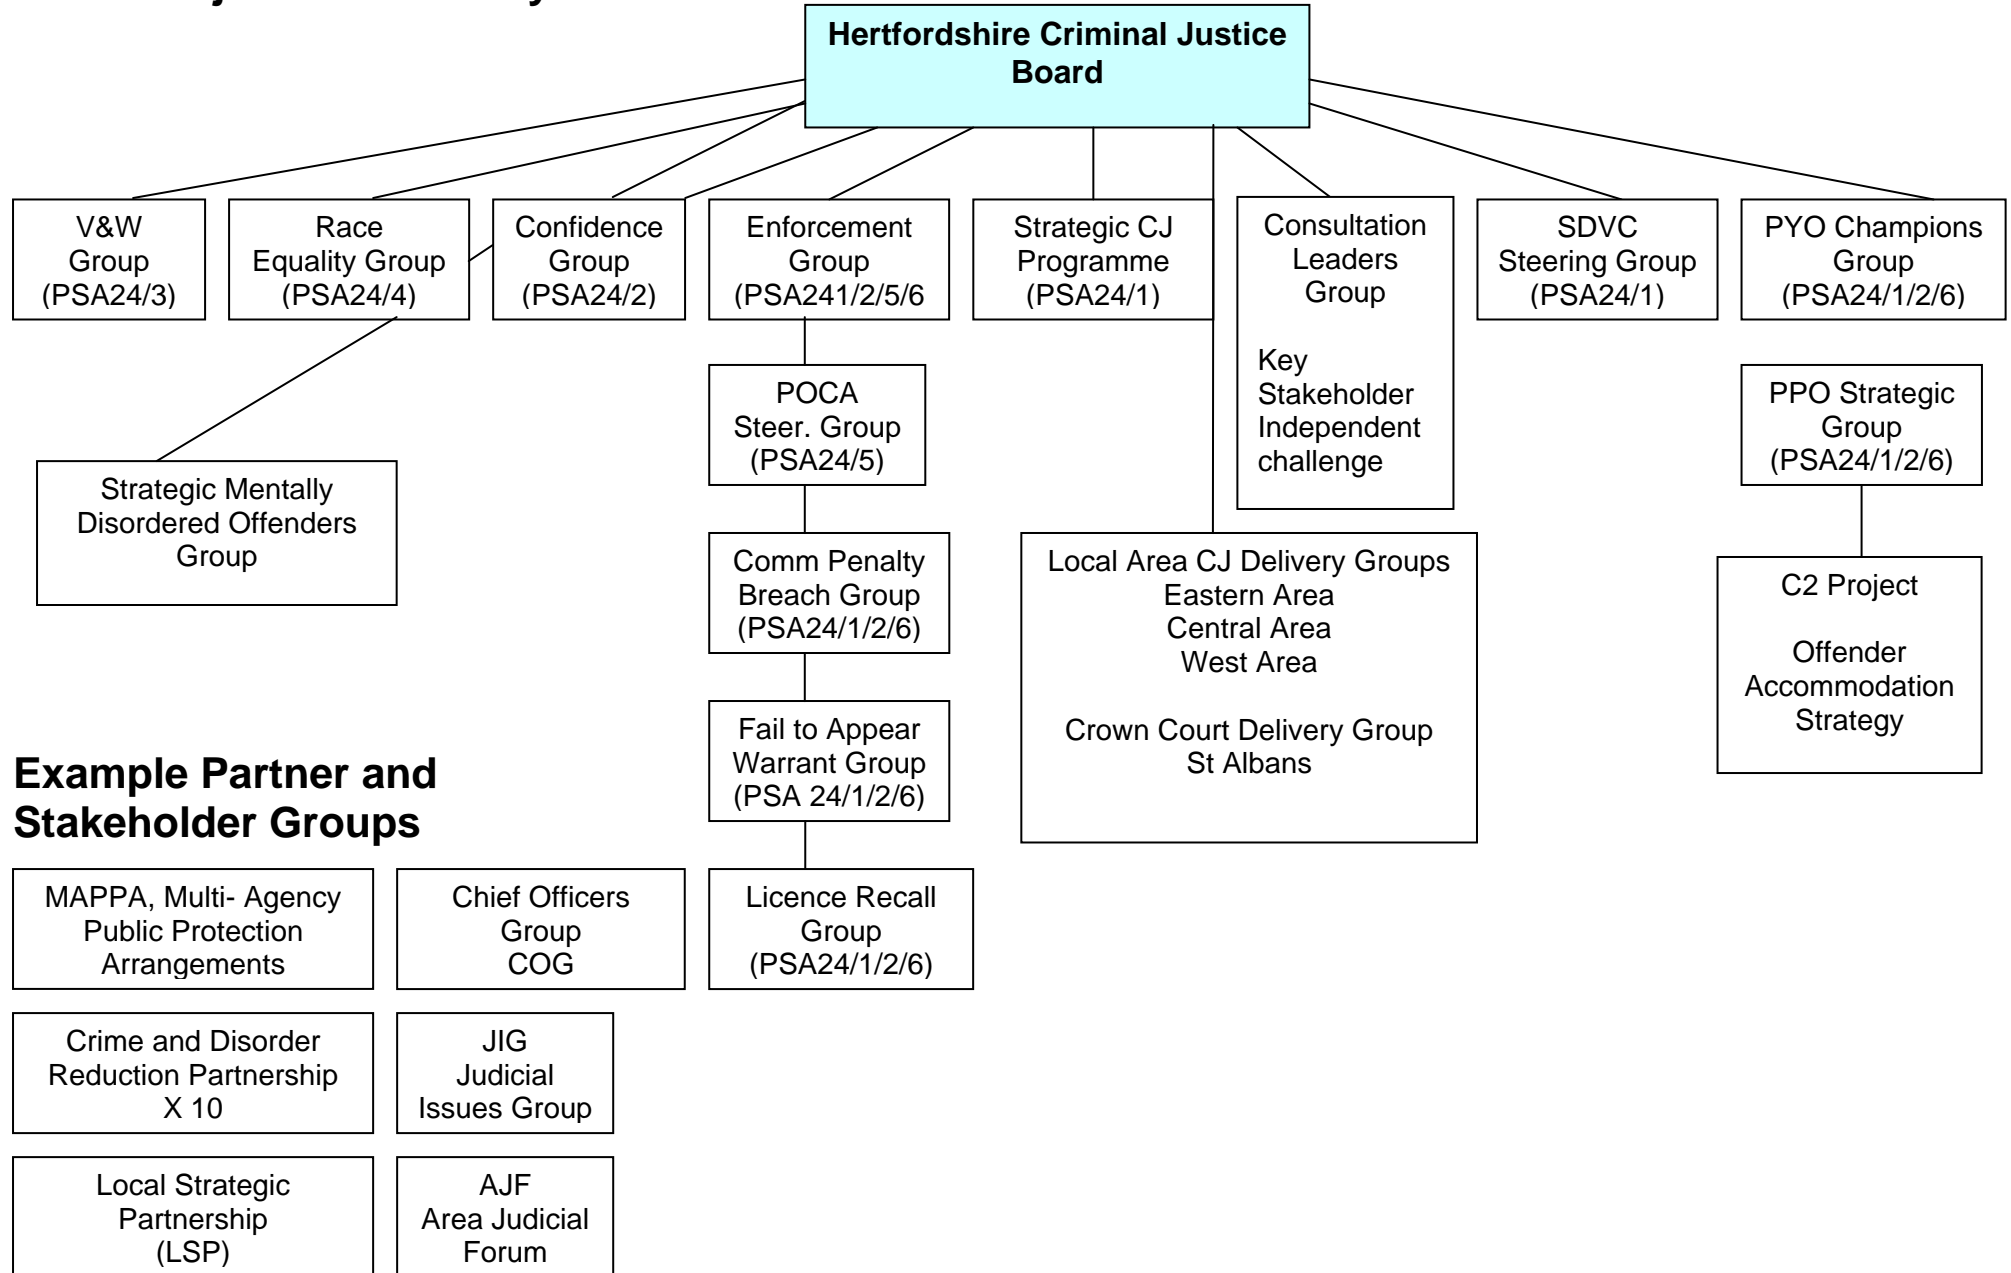 Hertfordshire Criminal Justice
Board
V&W
Group
(PSA24/3)
Race
Equality Group
(PSA24/4)
Confidence
Group
(PSA24/2)
Enforcement
Group
(PSA241/2/5/6
Strategic CJ
Programme
(PSA24/1)
Consultation
Leaders
Group
Key
Stakeholder
Independent
challenge
SDVC
Steering Group
(PSA24/1)
PYO Champions
Group
(PSA24/1/2/6)
POCA
Steer. Group
(PSA24/5)
PPO Strategic
Group
(PSA24/1/2/6)
Strategic Mentally
Disordered Offenders
Group
Comm Penalty
Breach Group
(PSA24/1/2/6)
Local Area CJ Delivery Groups
Eastern Area
Central Area
West Area
Crown Court Delivery Group
St Albans
C2 Project
Offender
Accommodation
Strategy
Fail to Appear
Warrant Group
(PSA 24/1/2/6)
Example Partner and
Stakeholder Groups
MAPPA, Multi- Agency
Public Protection
Arrangements
Chief Officers
Group
COG
Licence Recall
Group
(PSA24/1/2/6)
Crime and Disorder
Reduction Partnership
X 10
JIG
Judicial
Issues Group
Local Strategic
Partnership
(LSP)
AJF
Area Judicial
Forum